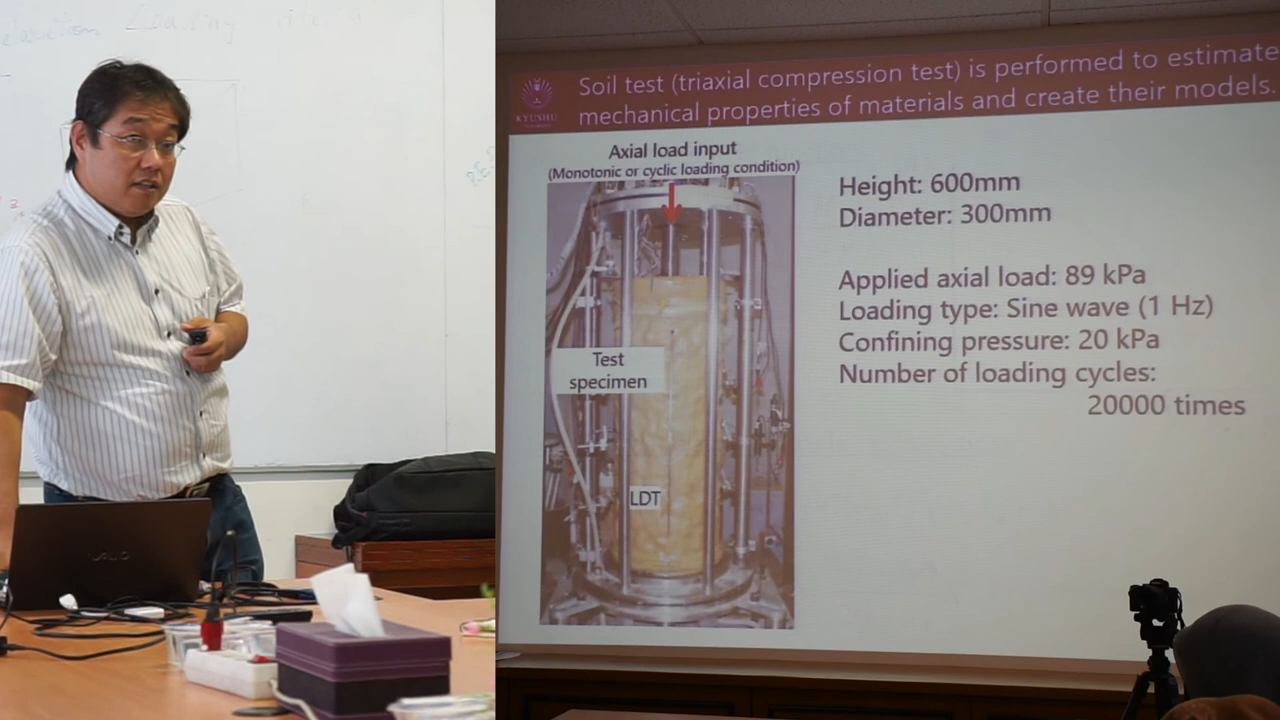 Soil test (triaxial compression test) is performed to estimate
mechanical properties of materials and create their models.
KYUSHU
Axial load input
(Monotonic or cyclic loading condition)
Height: 600mm
Diameter: 300mm
Applied axial load: 89 kPa
Loading type: Sine wave (1 Hz)
Confining pressure: 20 kPa
Number of loading cycles:
20000 times
Test
specimen
LDT
VAIO